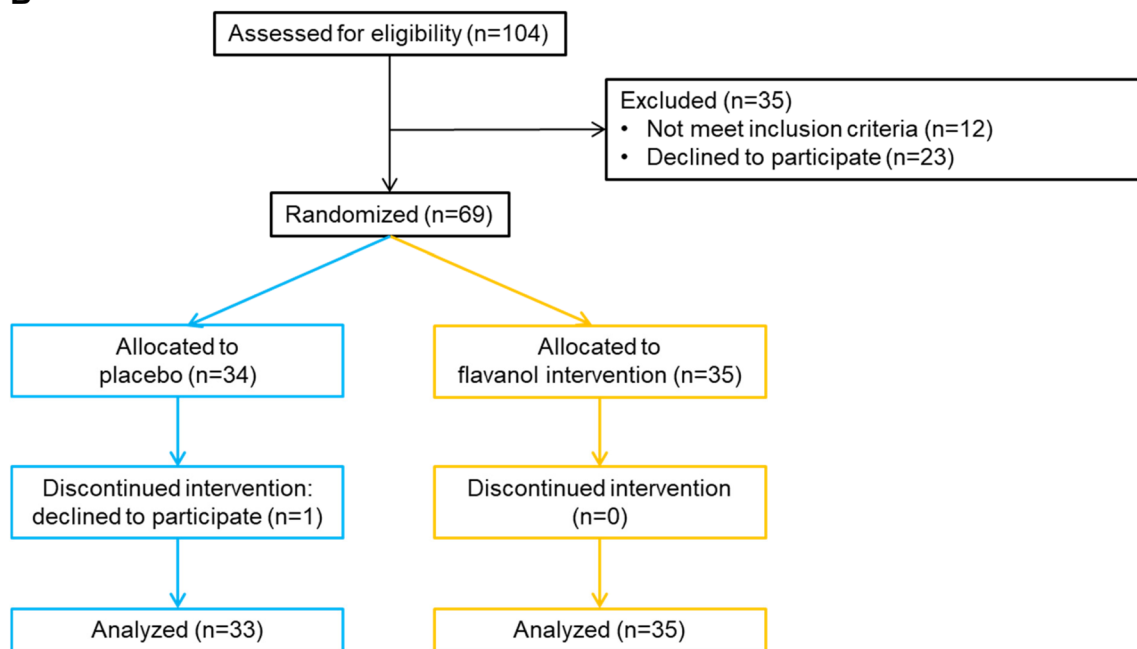 Assessed for eligibility (n=104)
Excluded (n=35)
• Not meet inclusion criteria (n=12)
• Declined to participate (n=23)
Randomized (n=69)
Allocated to
placebo (n=34)
Allocated to
flavanol intervention (n=35)
Discontinued intervention:
declined to participate (n=1)
Discontinued intervention
(n=0)
Analyzed (n=33)
Analyzed (n=35)